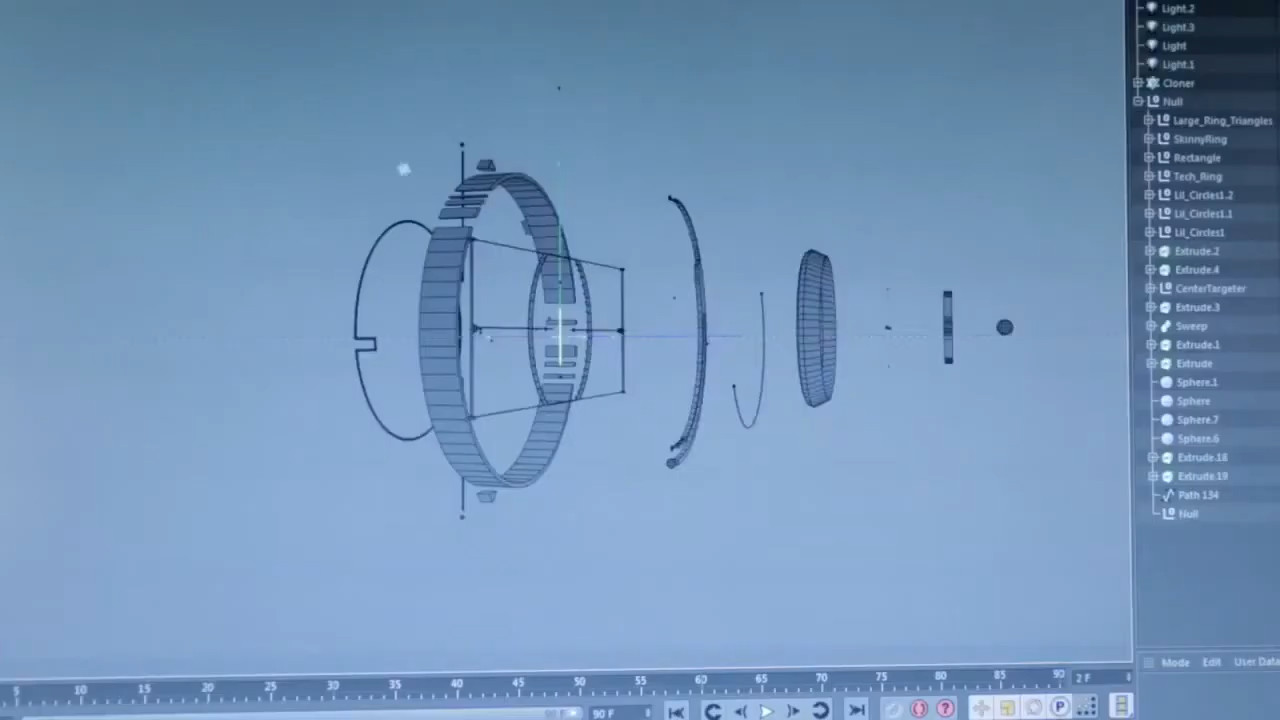 Light.2
Light.3
Light
Light.1
Cloner
Null
Large_Ring_Triangles
SkinnyRing
Rectangle
Tech_Ring
Lil_Circles1.2
Lil_Circles1.1
Lil_Circles1
Extrude.2
Extrude.4
CenterTargeter
Extrude.3
Sweep
Extrude.1
Extrude
Sphere.1
Sphere
Sphere.7
Sphere.6
Extrude.18
Extrude.19
Path 134
Null
Mode Edit User Data
5 10 15 20 25 30 35 40 45 50 55 60 65 70 75 80 85 90 2 F
90 F
? P